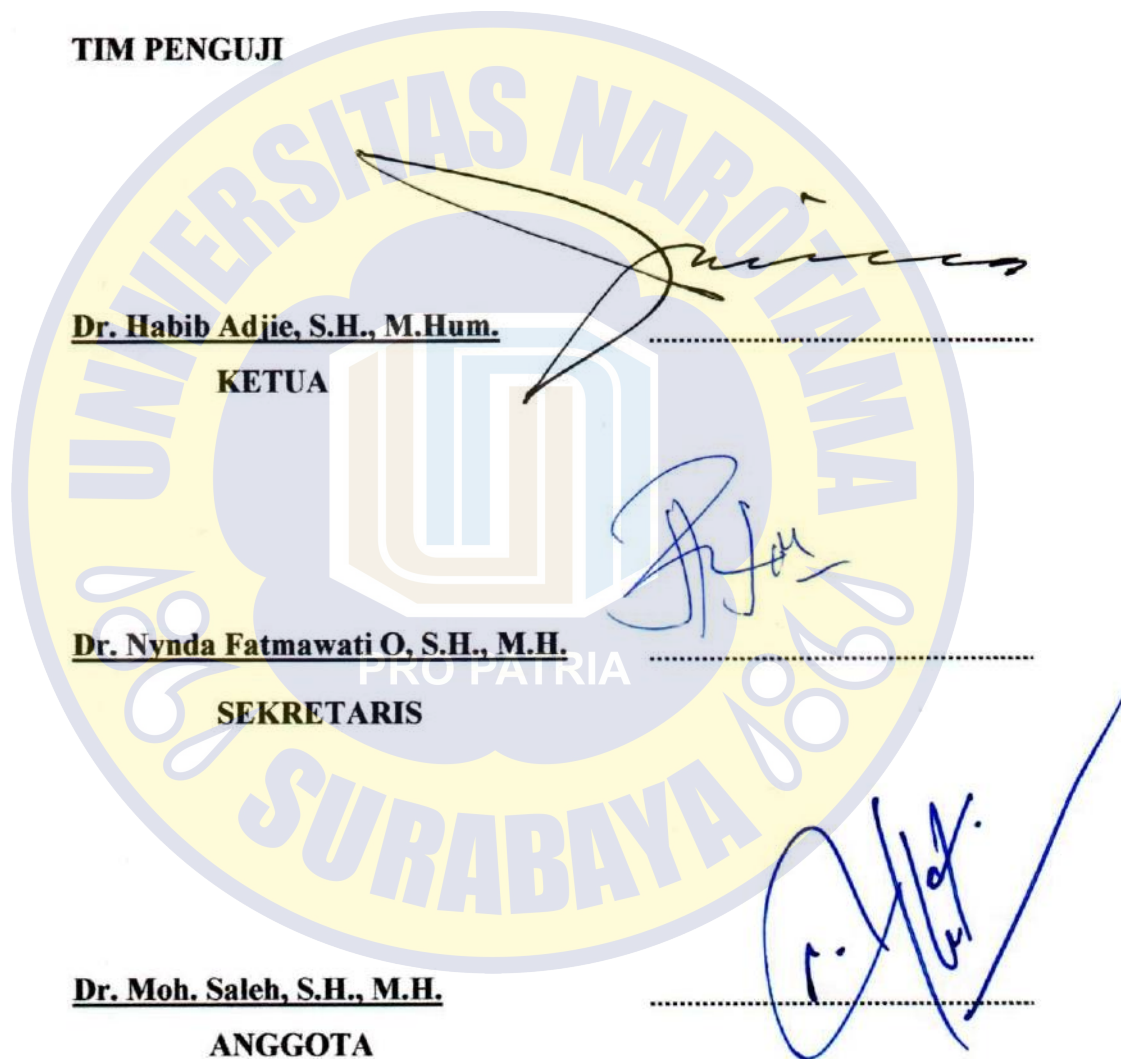 TIM PENGUJI
UNIVERSITAS NAROTAMA
Dr. Habib Adjie, S.H., M.Hum.
KETUA
Dr. Nynda Fatmawati O, S.H., M.H.
PRO PATRIA
SEKRETARIS
SURABAYA
Dr. Moh. Saleh, S.H., M.H.
ANGGOTA